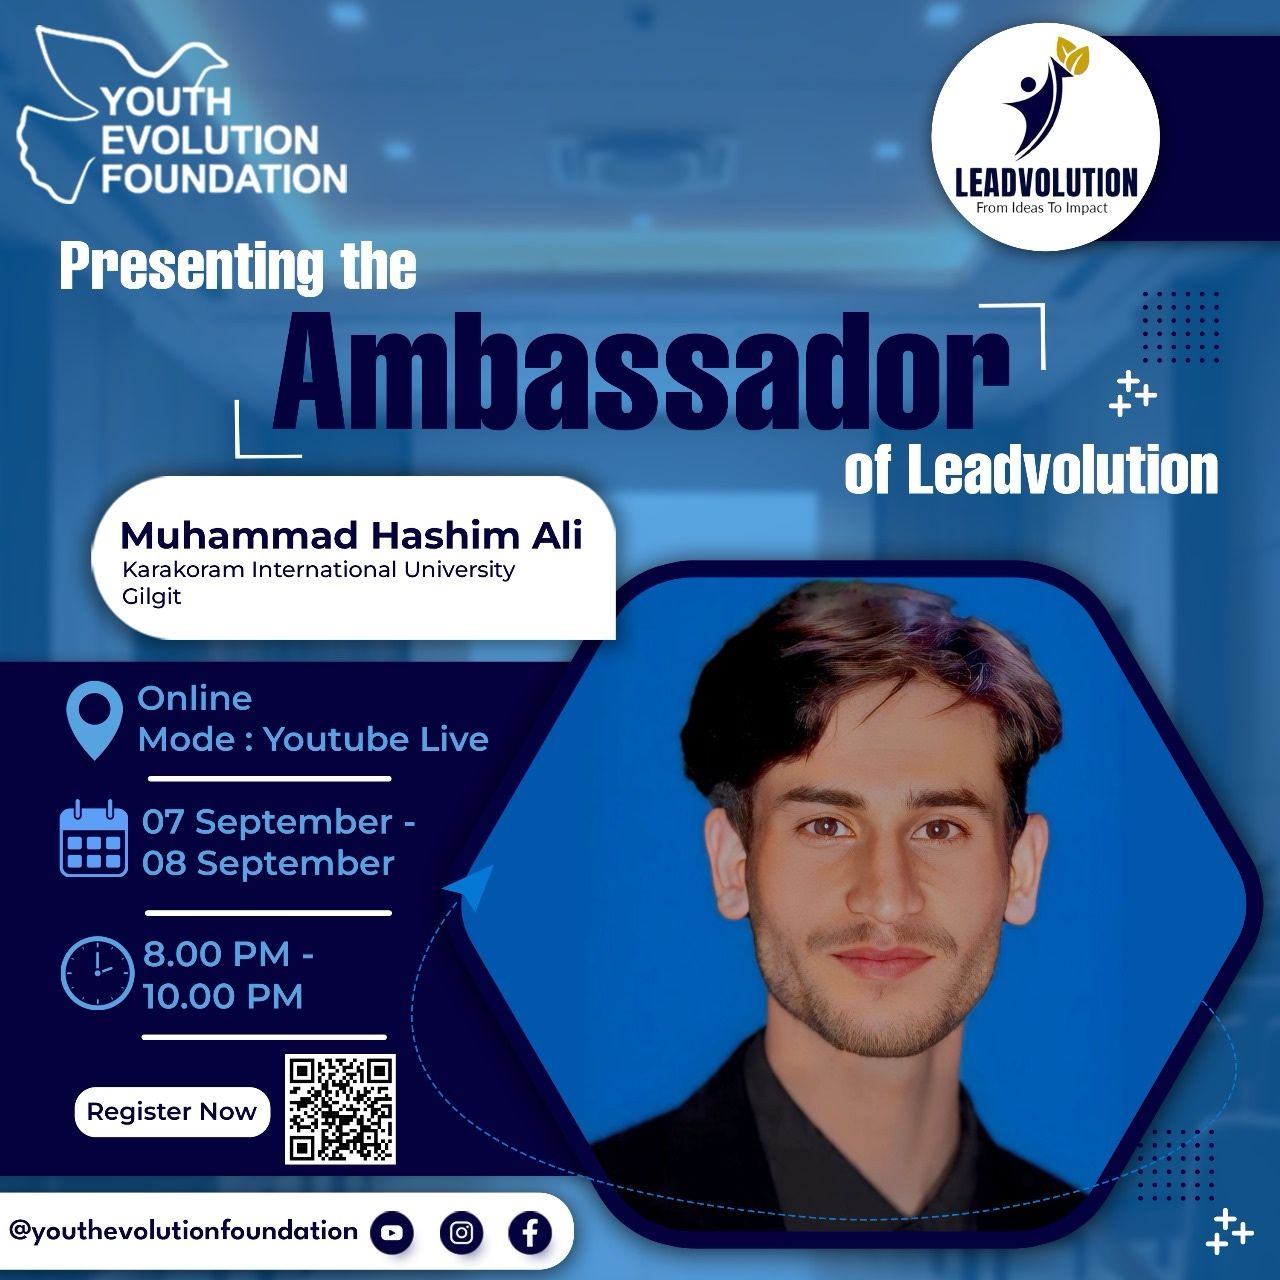 YOUTH
EVOLUTION
FOUNDATION
LEADVOLUTION
From Ideas To Impact
Presenting the
Ambassador
of Leadvolution
Muhammad Hashim Ali
Karakoram International University
Gilgit
Online
Mode : Youtube Live
07 September -
08 September
8.00 PM -
10.00 PM
Register Now
@youthevolutionfoundation